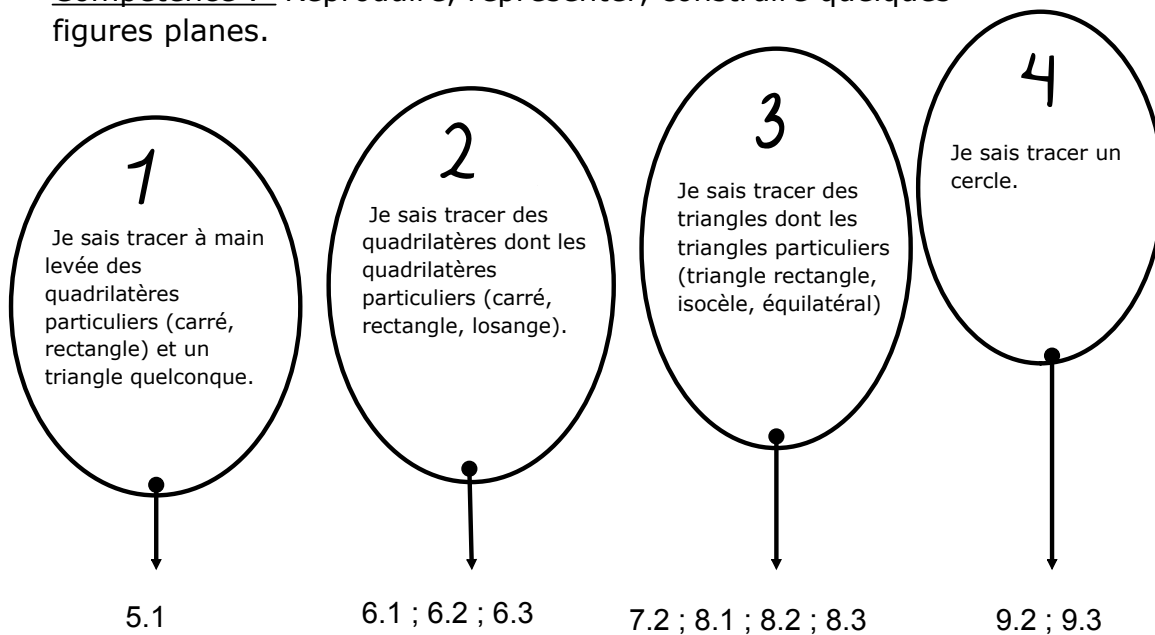 figures planes.
1
Je sais tracer à main
levée des
quadrilatères
particuliers (carré,
rectangle) et un
triangle quelconque.
5.1
2
Je sais tracer des
quadrilatères dont les
quadrilatères
particuliers (carré,
rectangle, losange).
6.1 ; 6.2 ; 6.3
3
Je sais tracer des
triangles dont les
triangles particuliers
(triangle rectangle,
isocèle, équilatéral)
7.2 ; 8.1 ; 8.2 ; 8.3
4
Je sais tracer un
cercle.
9.2 ; 9.3